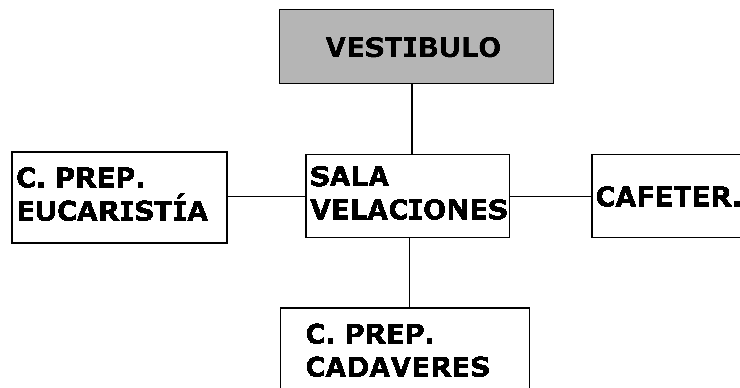 VESTIBULO
C. PREP.
EUCARISTÍA
SALA
VELACIONES
CAFETER.
C. PREP.
CADAVERES